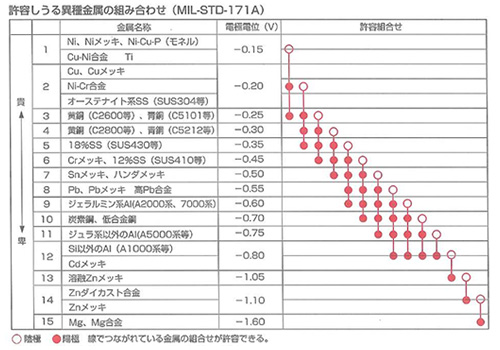 許容しうる異種金属の組み合わせ（MIL-STD-171A）
金属名称 電極電位（V） 許容組合せ
貴
卑
1 Ni、Niメッキ、Ni-Cu-P（モネル） −0.15
Cu-Ni合金 Ti
2 Cu、Cuメッキ −0.20
Ni-Cr合金
オーステナイト系SS（SUS304等）
3 黄銅（C2600等）、青銅（C5101等） −0.25
4 黄銅（C2800等）、青銅（C5212等） −0.30
5 18%SS（SUS430等） −0.35
6 Crメッキ、12%SS（SUS410等） −0.45
7 Snメッキ、ハンダメッキ −0.50
8 Pb、Pbメッキ 高Pb合金 −0.55
9 ジェラルミン系Al(A2000系、7000系） −0.60
10 炭素鋼、低合金鋼 −0.70
11 ジュラ系以外のAl(A5000系等） −0.75
12 Si以外のAl（A1000系等） −0.80
Cdメッキ
13 溶融Znメッキ −1.05
14 Znダイカスト合金 −1.10
Znメッキ
15 Mg、Mg合金 −1.60
陰極 陽極 線でつながれている金属の組合せが許容できる。